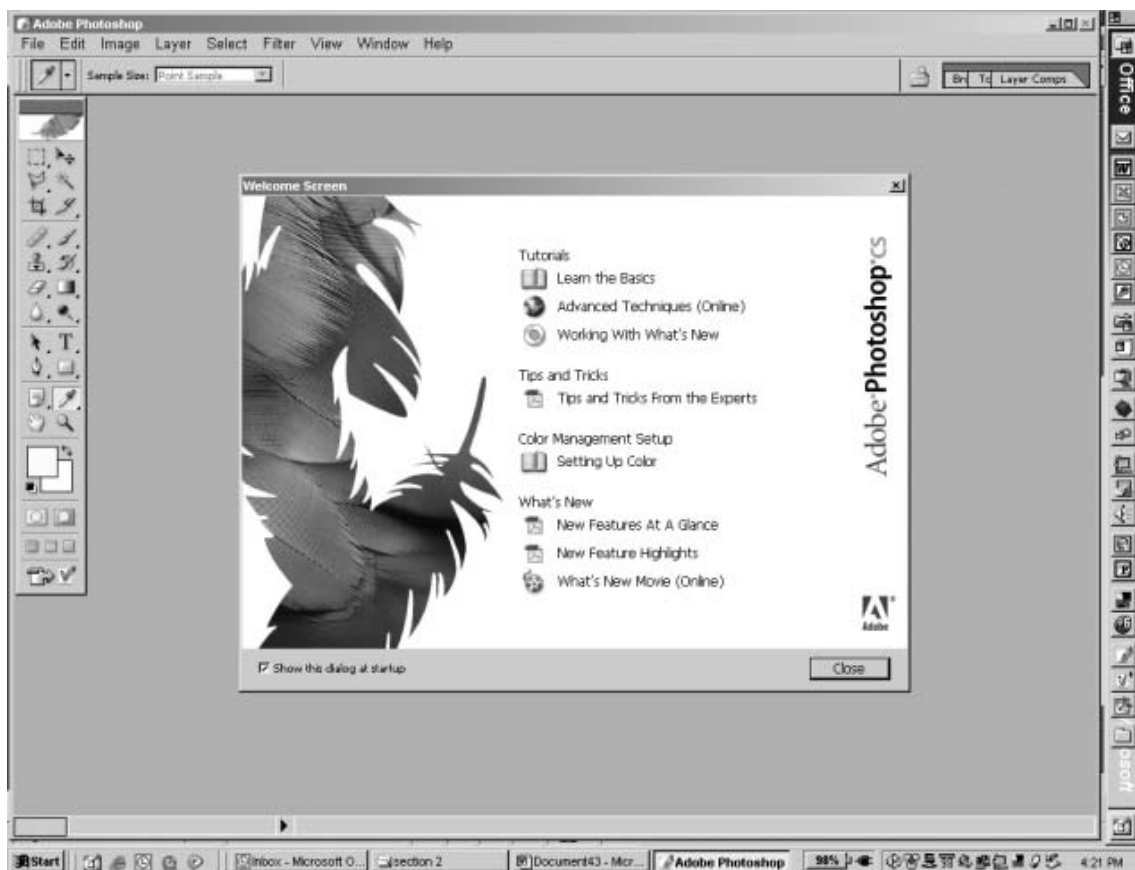 Adobe Photoshop
File Edit Image Layer Select Filter View Window Help
Sample Size: Point Sample
Layer Comps
Office
Welcome Screen
Tutorials
Learn the Basics
Advanced Techniques (Online)
Working With What's New
Tips and Tricks
Tips and Tricks From the Experts
Color Management Setup
Setting Up Color
What's New
New Features At A Glance
New Feature Highlights
What's New Movie (Online)
Adobe Photoshop CS
Adobe
Show this dialog at startup
Close
Start
Inbox - Microsoft O...
section 2
Document43 - Micr...
Adobe Photoshop
98%
4:21 PM